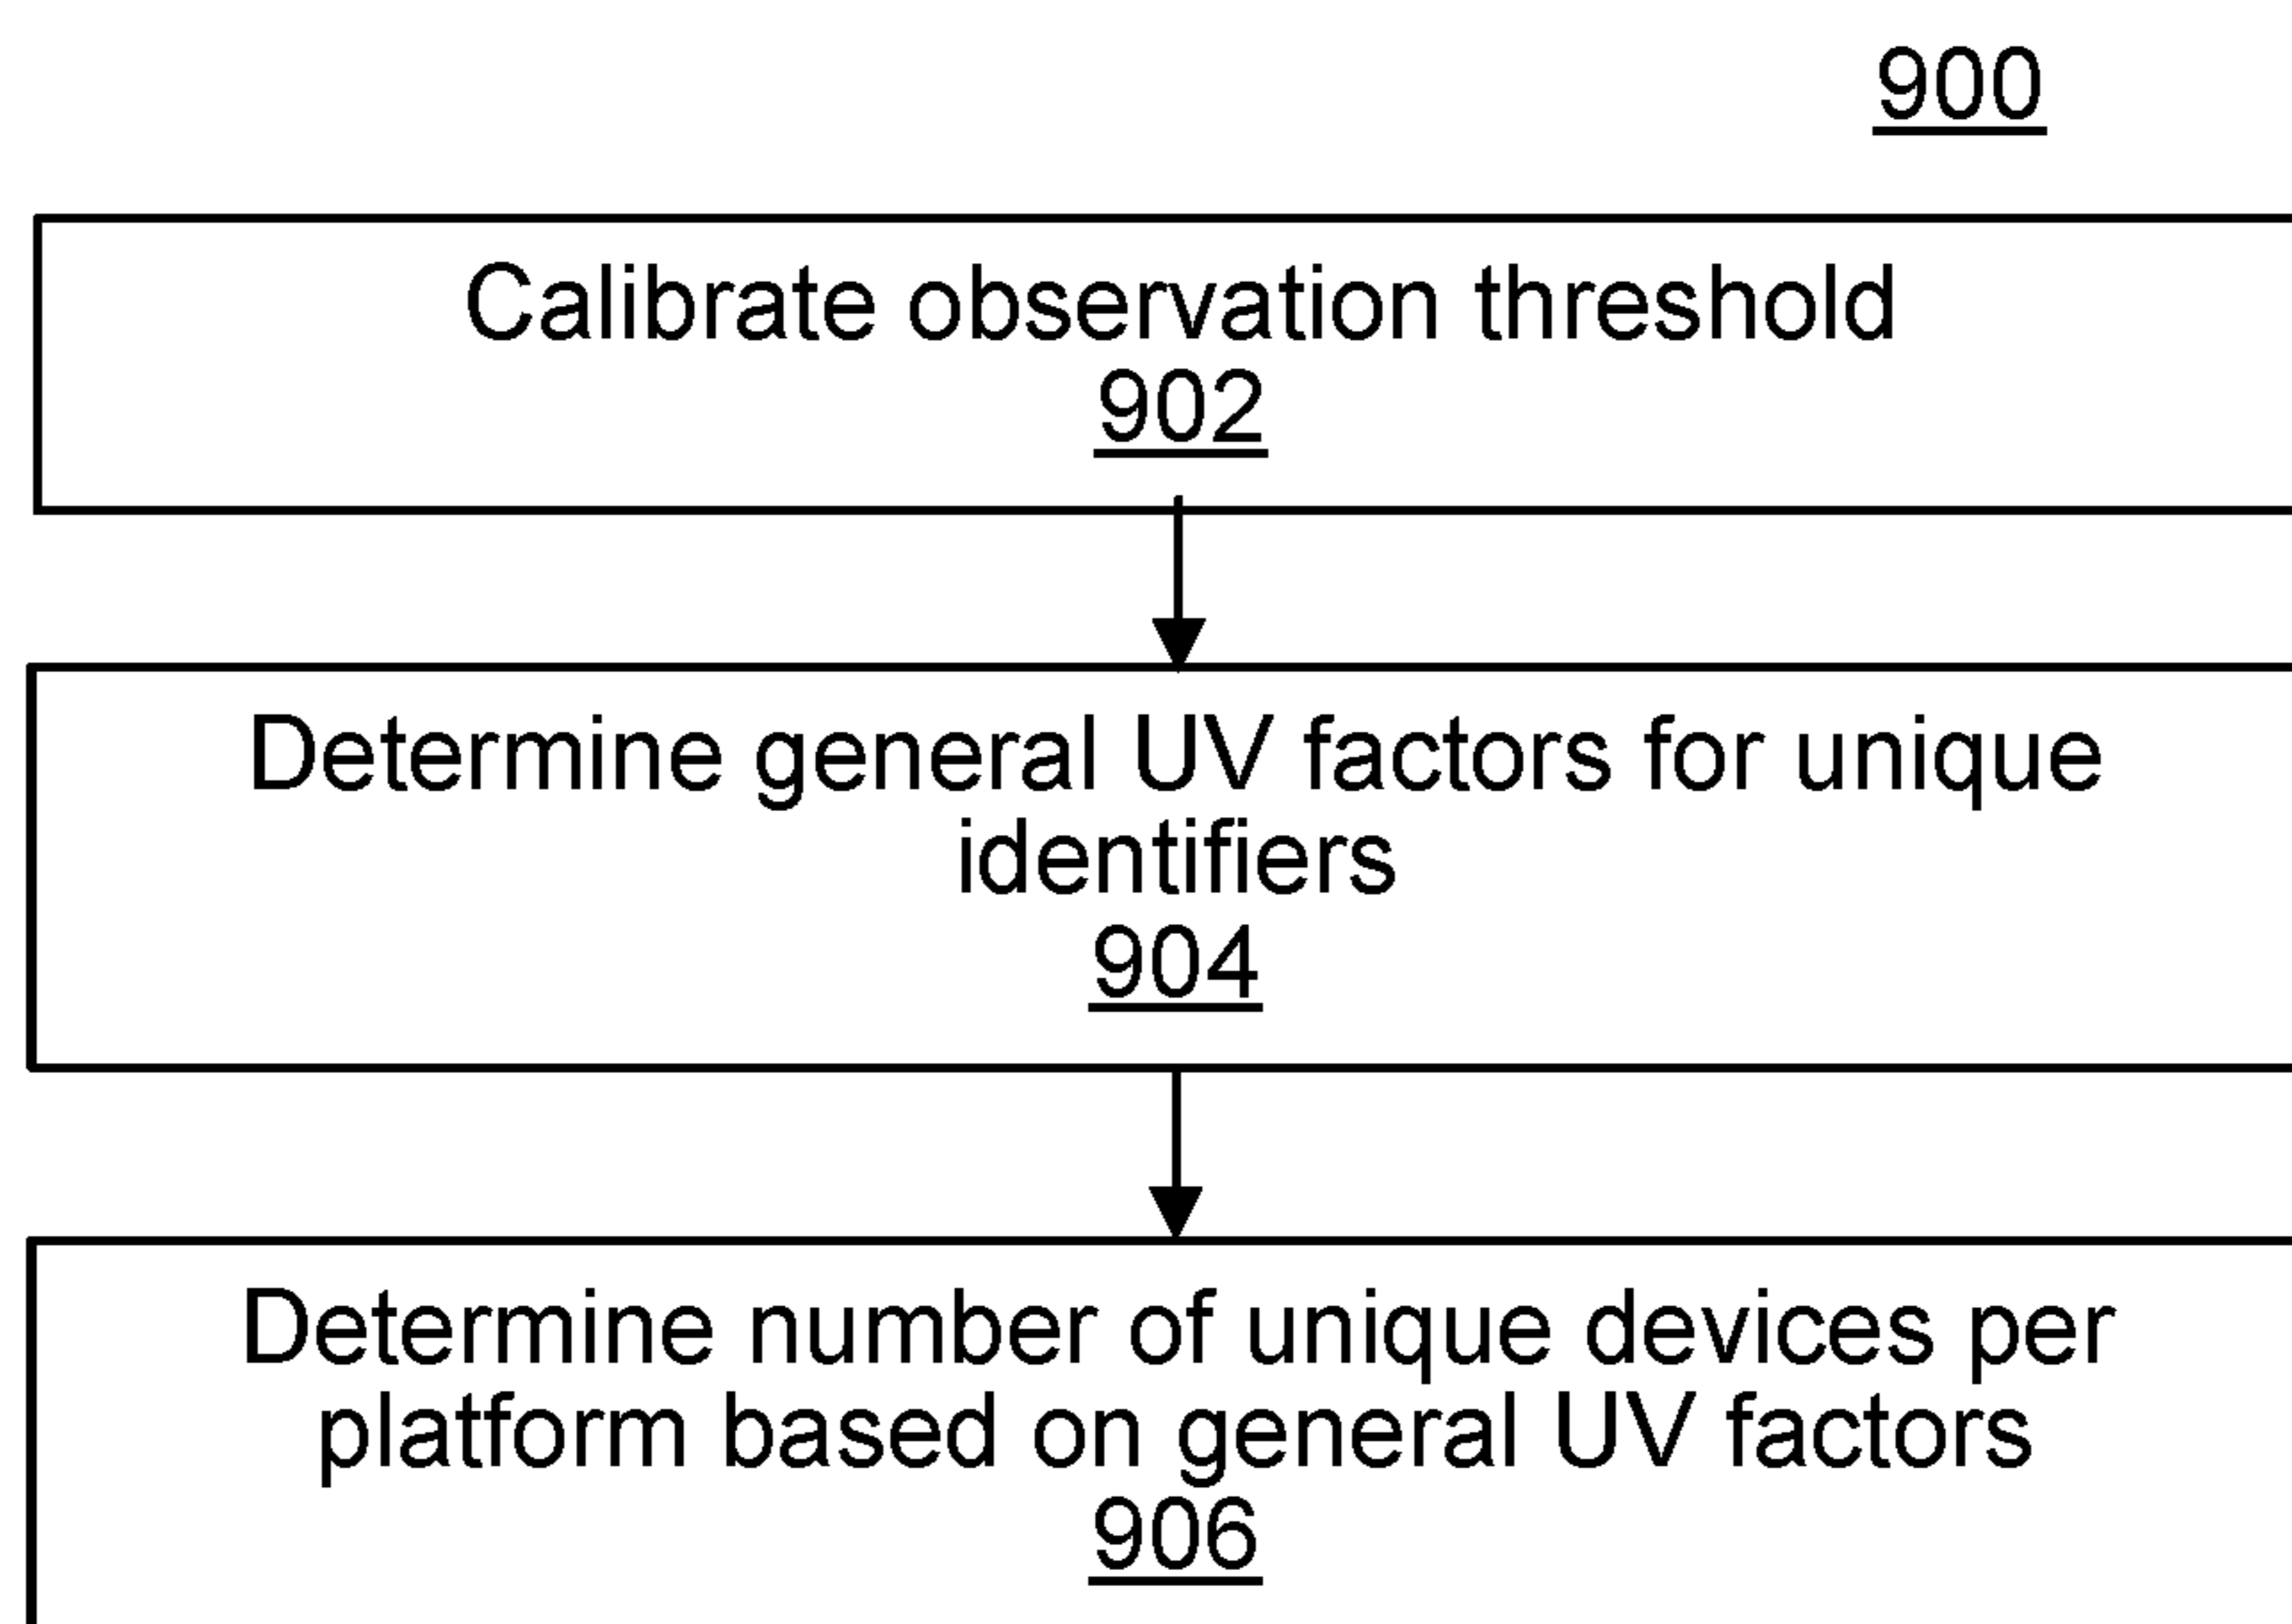 900
Calibrate observation threshold
902
Determine general UV factors for unique
identifiers
904
Determine number of unique devices per
platform based on general UV factors
906